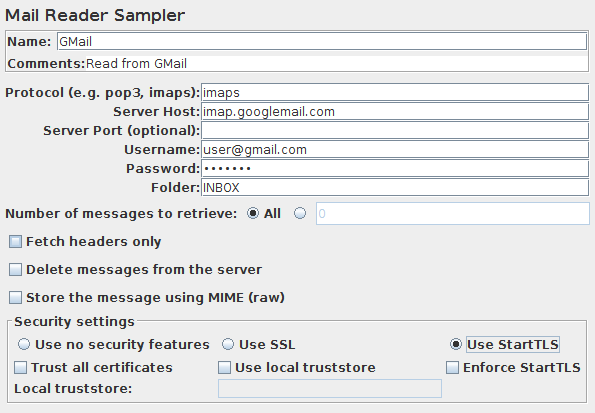 Mail Reader Sampler
Name: GMail
Comments: Read from GMail
Protocol (e.g. pop3, imaps): imaps
Server Host: imap.googlemail.com
Server Port (optional):
Username: user@gmail.com
Password: •••••••
Folder: INBOX
Number of messages to retrieve: All 0
Fetch headers only
Delete messages from the server
Store the message using MIME (raw)
Security settings
Use no security features Use SSL Use StartTLS
Trust all certificates Use local truststore Enforce StartTLS
Local truststore: